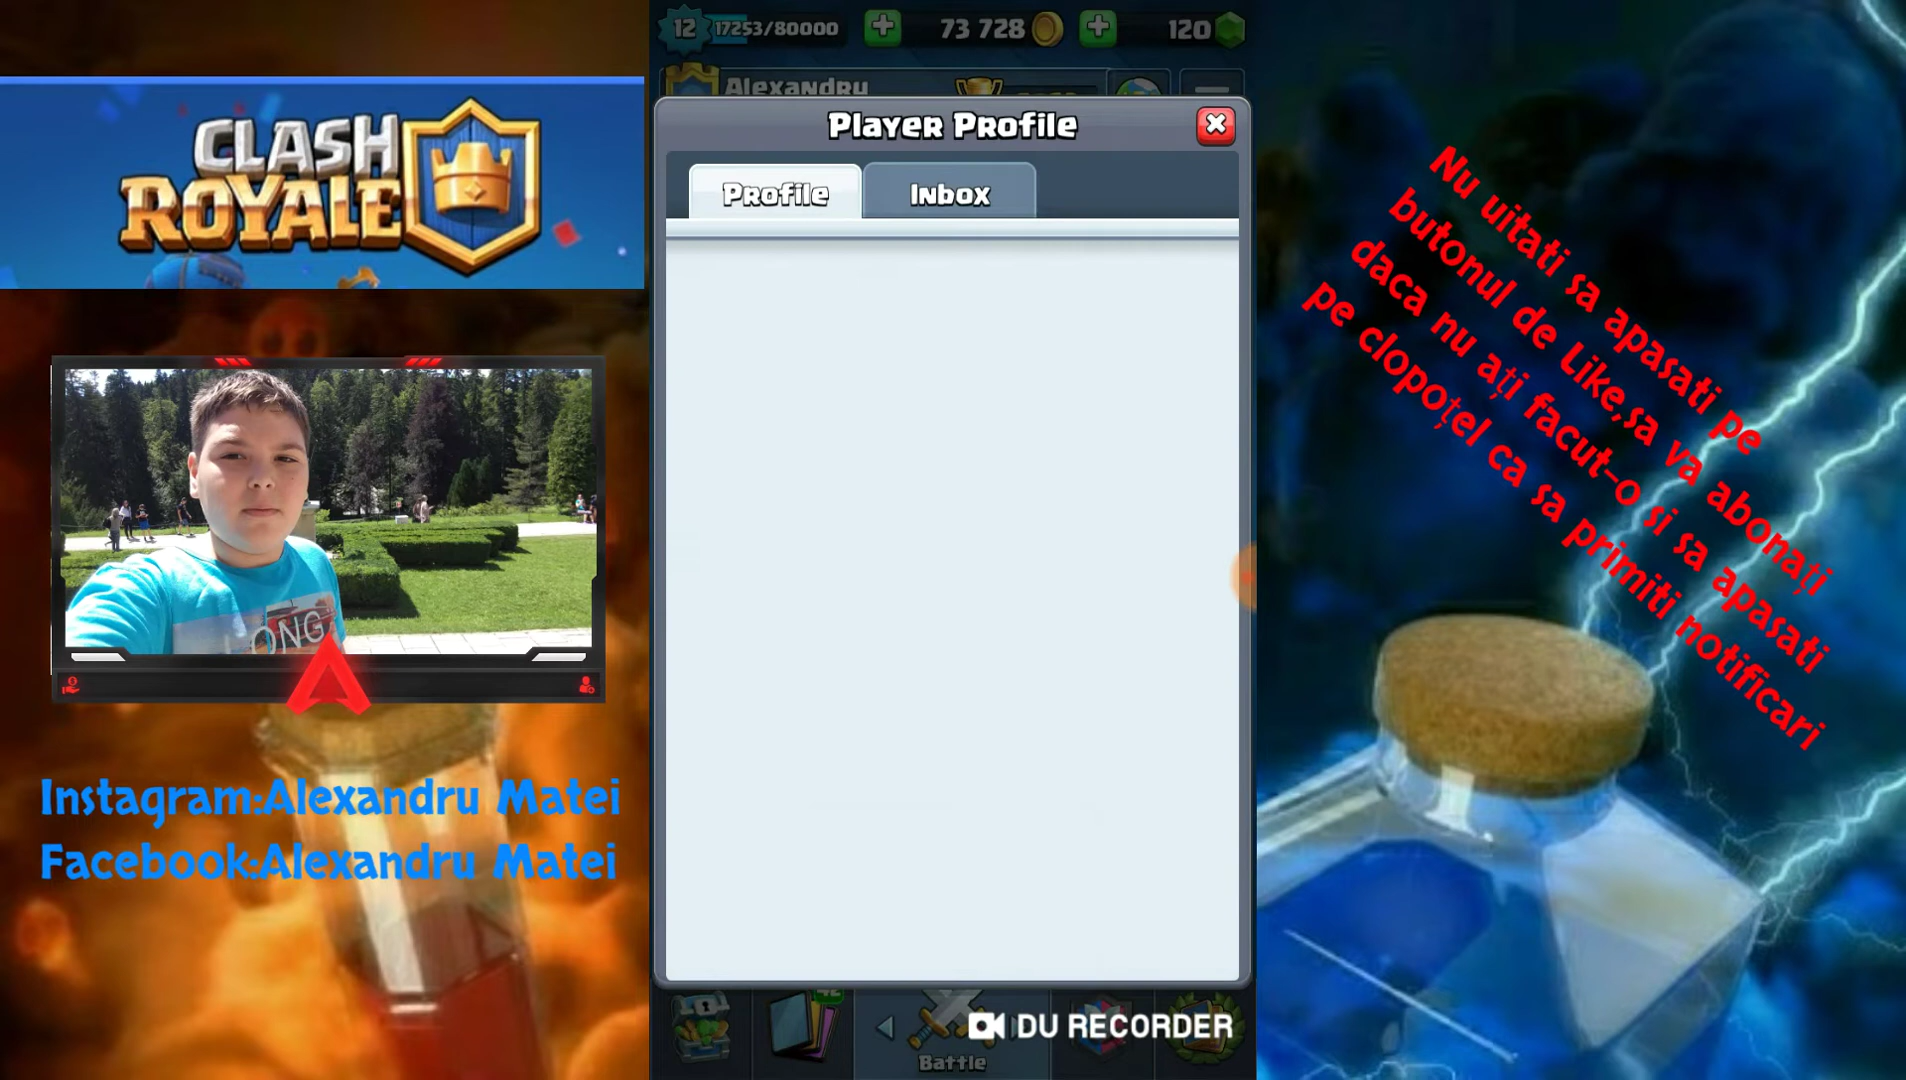 CLASH
ROYALE
LONG
Instagram:Alexandru Matei
Facebook:Alexandru Matei
12
17253/80000
73 728
120
Alexandru
Player Profile
Profile
Inbox
42
Battle
DU RECORDER
Nu uitati sa apasati pe
butonul de Like,sa va abonați
daca nu ați facut-o si sa apasati
pe clopoțel ca sa primiti notificari